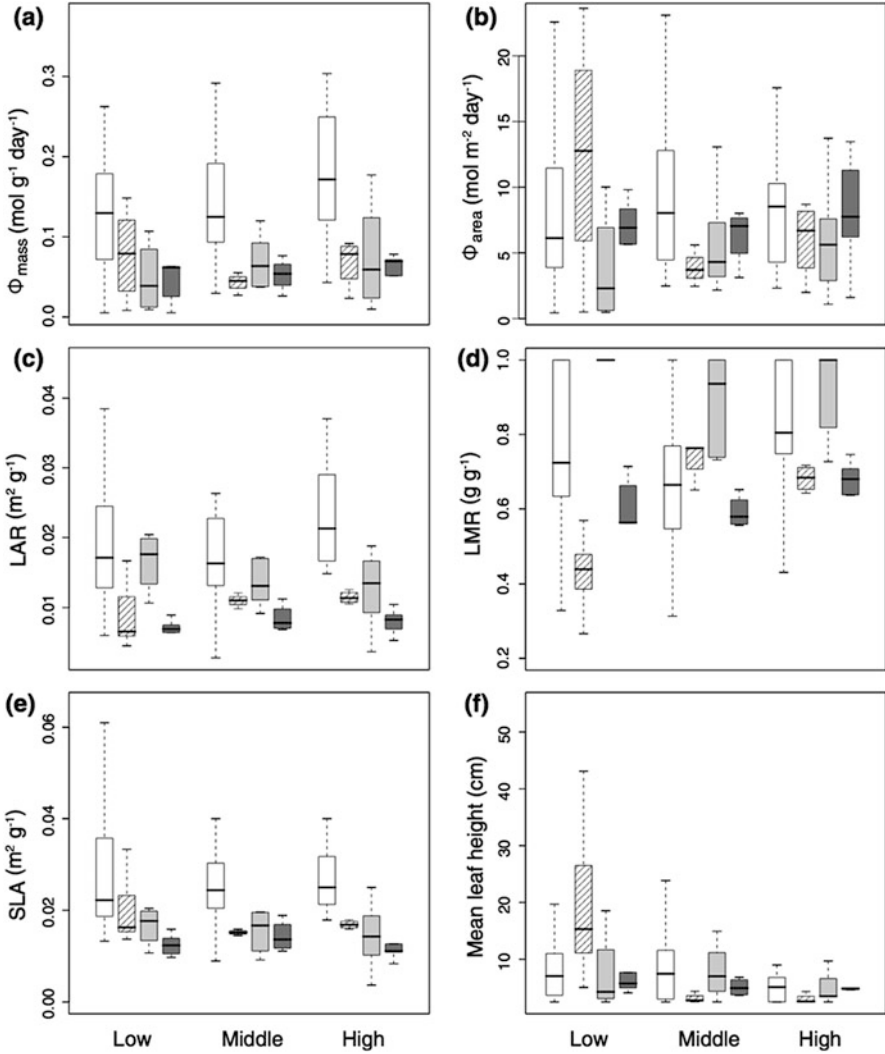 (a)
Φmass (mol g⁻¹ day⁻¹)
0.3
0.2
0.1
0.0
(b)
Φarea (mol m⁻² day⁻¹)
20
15
10
5
0
(c)
LAR (m² g⁻¹)
0.04
0.03
0.02
0.01
(d)
LMR (g g⁻¹)
1.0
0.8
0.6
0.4
0.2
(e)
SLA (m² g⁻¹)
0.06
0.04
0.02
0.00
Low Middle High
(f)
Mean leaf height (cm)
50
40
30
20
10
Low Middle High